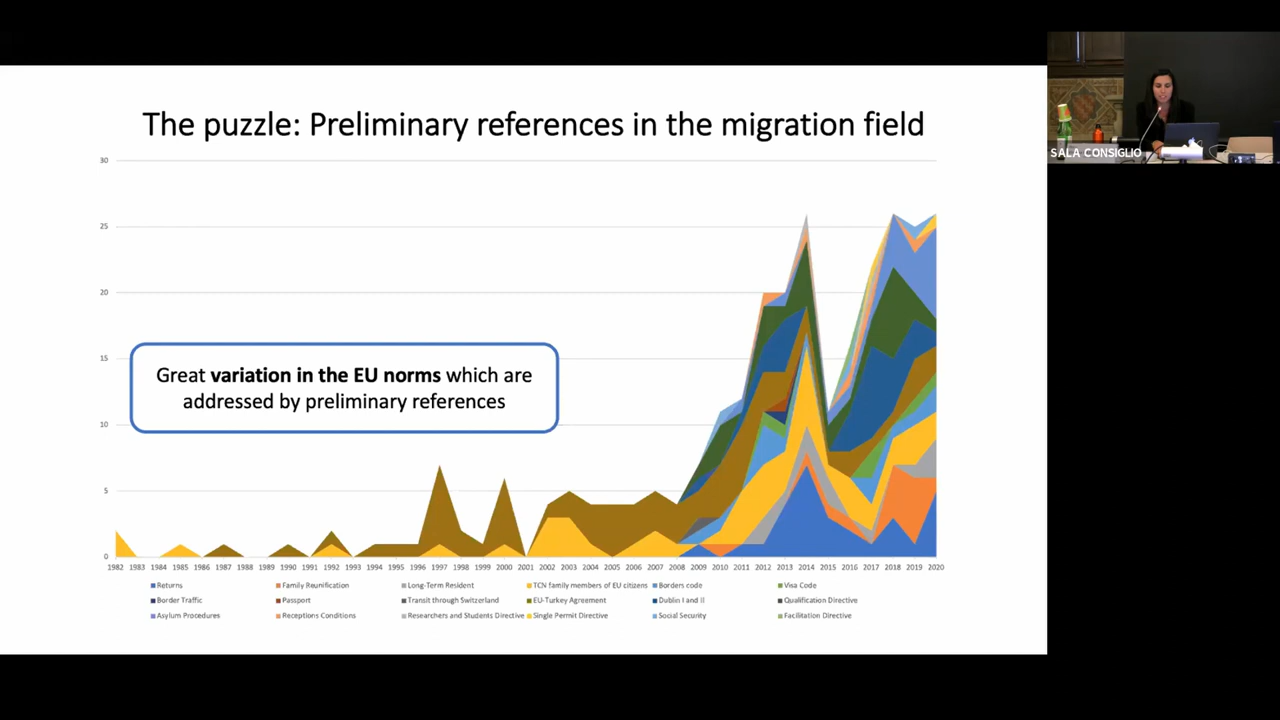 The puzzle: Preliminary references in the migration field
SALA CONSIGLIO
30
25
20
15
10
5
0
Great variation in the EU norms which are
addressed by preliminary references
1982 1983 1984 1985 1986 1987 1988 1989 1990 1991 1992 1993 1994 1995 1996 1997 1998 1999 2000 2001 2002 2003 2004 2005 2006 2007 2008 2009 2010 2011 2012 2013 2014 2015 2016 2017 2018 2019 2020
Returns Family Reunification Long-Term Resident TCN family members of EU citizens Borders code Visa Code
Border Traffic Passport Transit through Switzerland EU-Turkey Agreement Dublin I and II Qualification Directive
Asylum Procedures Receptions Conditions Researchers and Students Directive Single Permit Directive Social Security Facilitation Directive